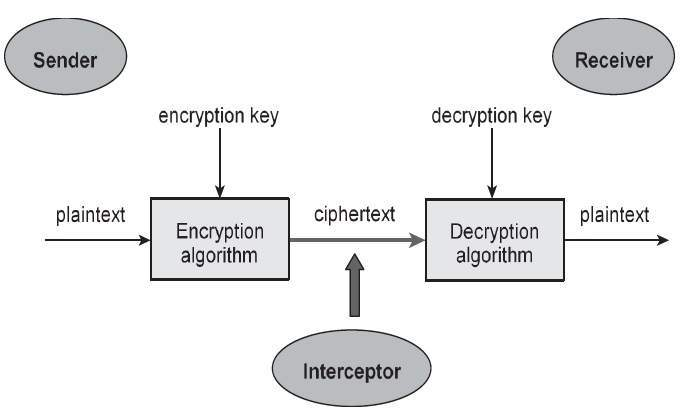 Sender
Receiver
encryption key
decryption key
plaintext
Encryption
algorithm
ciphertext
Decryption
algorithm
plaintext
Interceptor